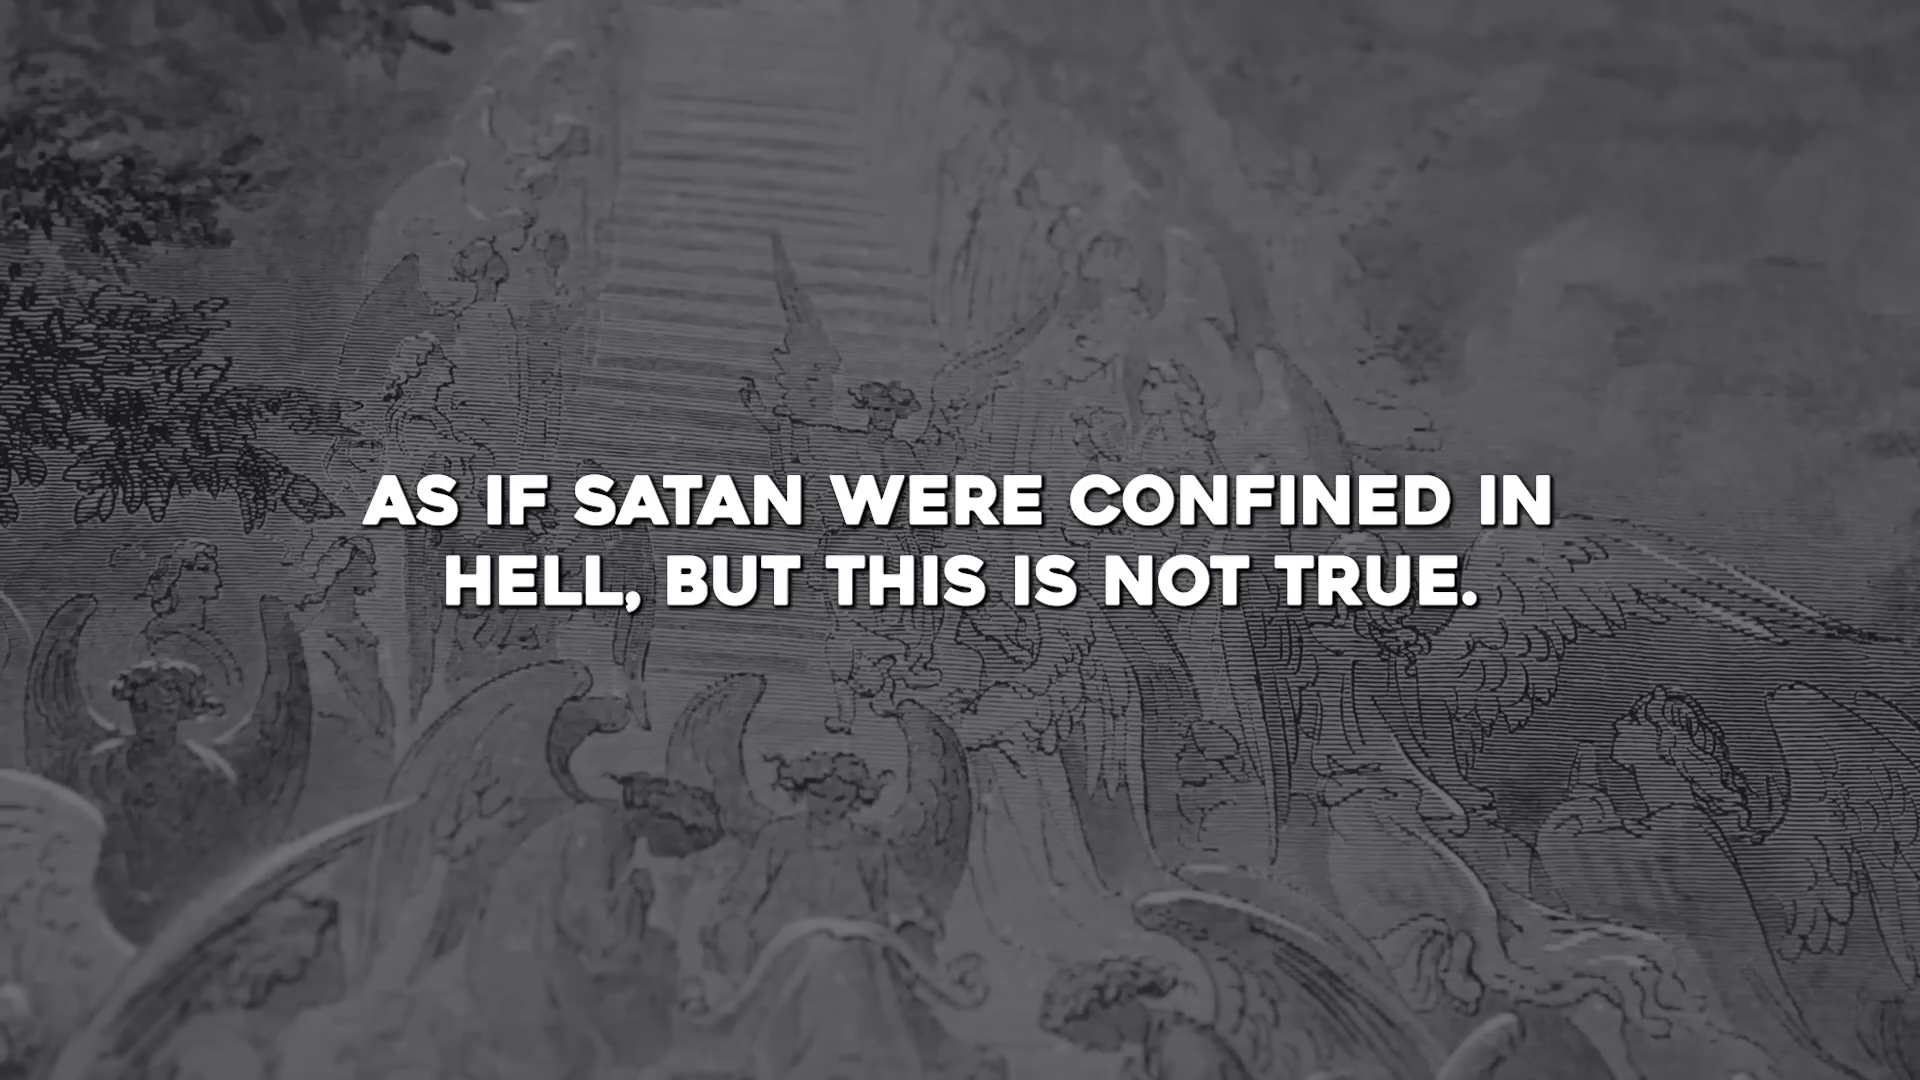 AS IF SATAN WERE CONFINED IN
HELL, BUT THIS IS NOT TRUE.